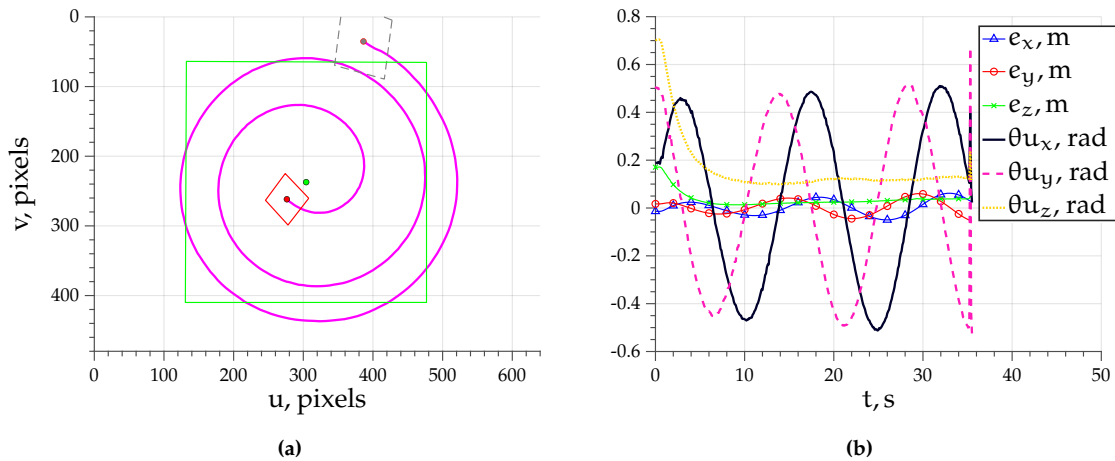 0
100
200
300
400
v, pixels
0 100 200 300 400 500 600
u, pixels
(a)
0.8
0.6
0.4
0.2
0
-0.2
-0.4
-0.6
0 10 20 30 40 50
t, s
eₓ, m
e_y, m
e_z, m
θuₓ, rad
θu_y, rad
θu_z, rad
(b)